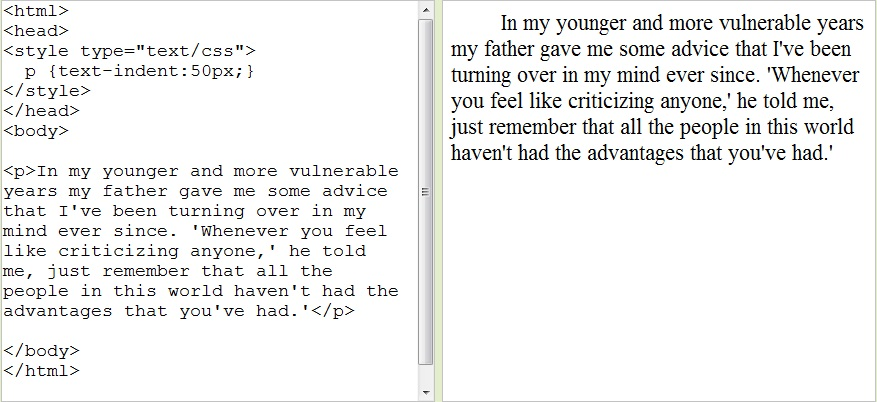 <html>
<head>
<style type="text/css">
  p {text-indent:50px;}
</style>
</head>
<body>

<p>In my younger and more vulnerable
years my father gave me some advice
that I've been turning over in my
mind ever since. 'Whenever you feel
like criticizing anyone,' he told
me, just remember that all the
people in this world haven't had the
advantages that you've had.'</p>

</body>
</html>

In my younger and more vulnerable years
my father gave me some advice that I've been
turning over in my mind ever since. 'Whenever
you feel like criticizing anyone,' he told me,
just remember that all the people in this world
haven't had the advantages that you've had.'